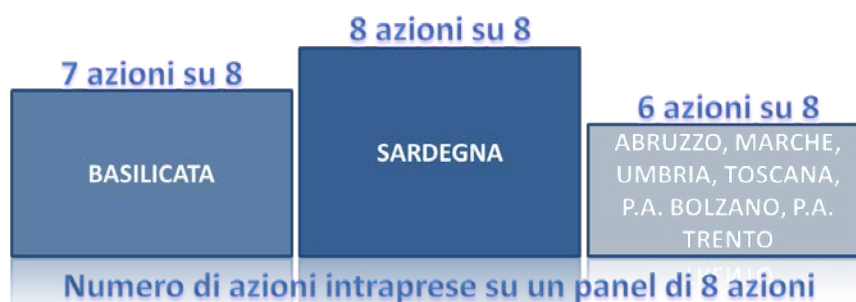 8 azioni su 8
7 azioni su 8
6 azioni su 8
BASILICATA
SARDEGNA
ABRUZZO, MARCHE,
UMBRIA, TOSCANA,
P.A. BOLZANO, P.A.
TRENTO
Numero di azioni intraprese su un panel di 8 azioni